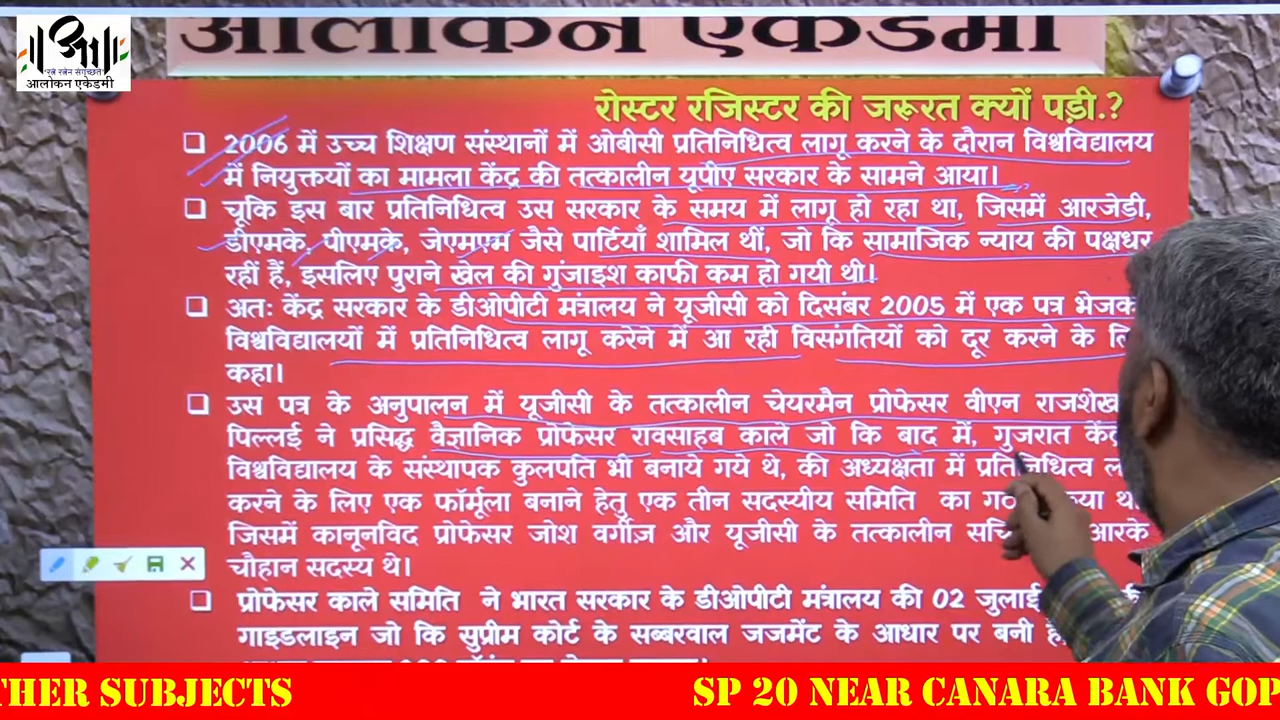 आलोकन एकेडमी
आलोकन एकेडमी
रोस्टर रजिस्टर की जरूरत क्यों पड़ी.?
2006 में उच्च शिक्षण संस्थानों में ओबीसी प्रतिनिधित्व लागू करने के दौरान विश्वविद्यालय
में नियुक्तयों का मामला केंद्र की तत्कालीन यूपीए सरकार के सामने आया।
चूकि इस बार प्रतिनिधित्व उस सरकार के समय में लागू हो रहा था, जिसमें आरजेडी,
डीएमके, पीएमके, जेएमएम जैसे पार्टियाँ शामिल थीं, जो कि सामाजिक न्याय की पक्षधर
रहीं हैं, इसलिए पुराने खेल की गुंजाइश काफी कम हो गयी थी।
अतः केंद्र सरकार के डीओपीटी मंत्रालय ने यूजीसी को दिसंबर 2005 में एक पत्र
विश्वविद्यालयों में प्रतिनिधित्व लागू करेने में आ रही विसंगतियों को दूर करने के
कहा।
उस पत्र के अनुपालन में यूजीसी के तत्कालीन चेयरमैन प्रोफेसर वीएन
पिल्लई ने प्रसिद्ध वैज्ञानिक प्रोफेसर रावसाहब काले जो कि बाद में, गुजरात
विश्वविद्यालय के संस्थापक कुलपति भी बनाये गये थे, की अध्यक्षता में प्रतिनिधित्व
करने के लिए एक फॉर्मूला बनाने हेतु एक तीन सदस्यीय समिति का
जिसमें कानूनविद प्रोफेसर जोश वर्गीज़ और यूजीसी के तत्कालीन आरके
चौहान सदस्य थे।
प्रोफेसर काले समिति ने भारत सरकार के डीओपीटी मंत्रालय की 02 जुलाई
गाइडलाइन जो कि सुप्रीम कोर्ट के सब्बरवाल जजमेंट के आधार पर बनी
THER SUBJECTS SP 20 NEAR CANARA BANK GOP